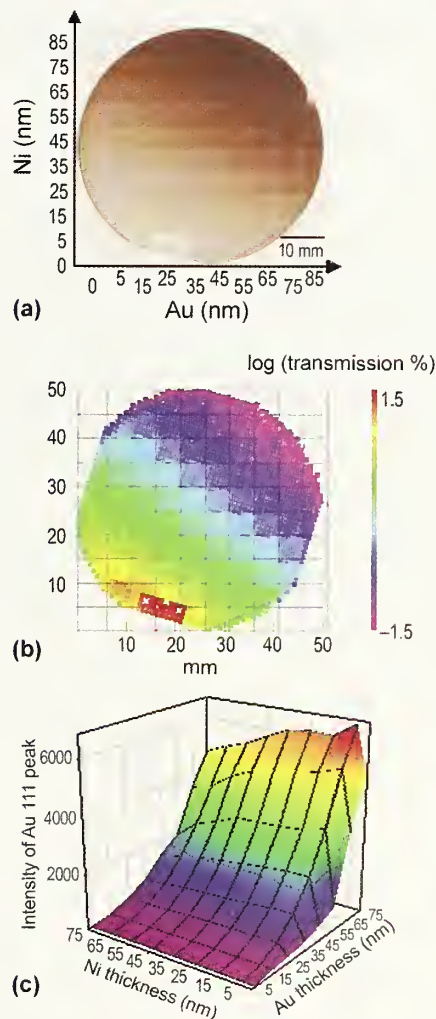 85
75
65
55
45
35
25
15
5
0
Ni (nm)
10 mm
0 5 15 25 35 45 55 65 75 85
Au (nm)
(a)
log (transmission %)
50
40
30
20
10
1.5
−1.5
10 20 30 40 50
mm
(b)
6000
4000
2000
Intensity of Au 111 peak
75 65 55 45 35 25 15 5
Ni thickness (nm)
5 15 25 35 45 55 65 75
Au thickness (nm)
(c)